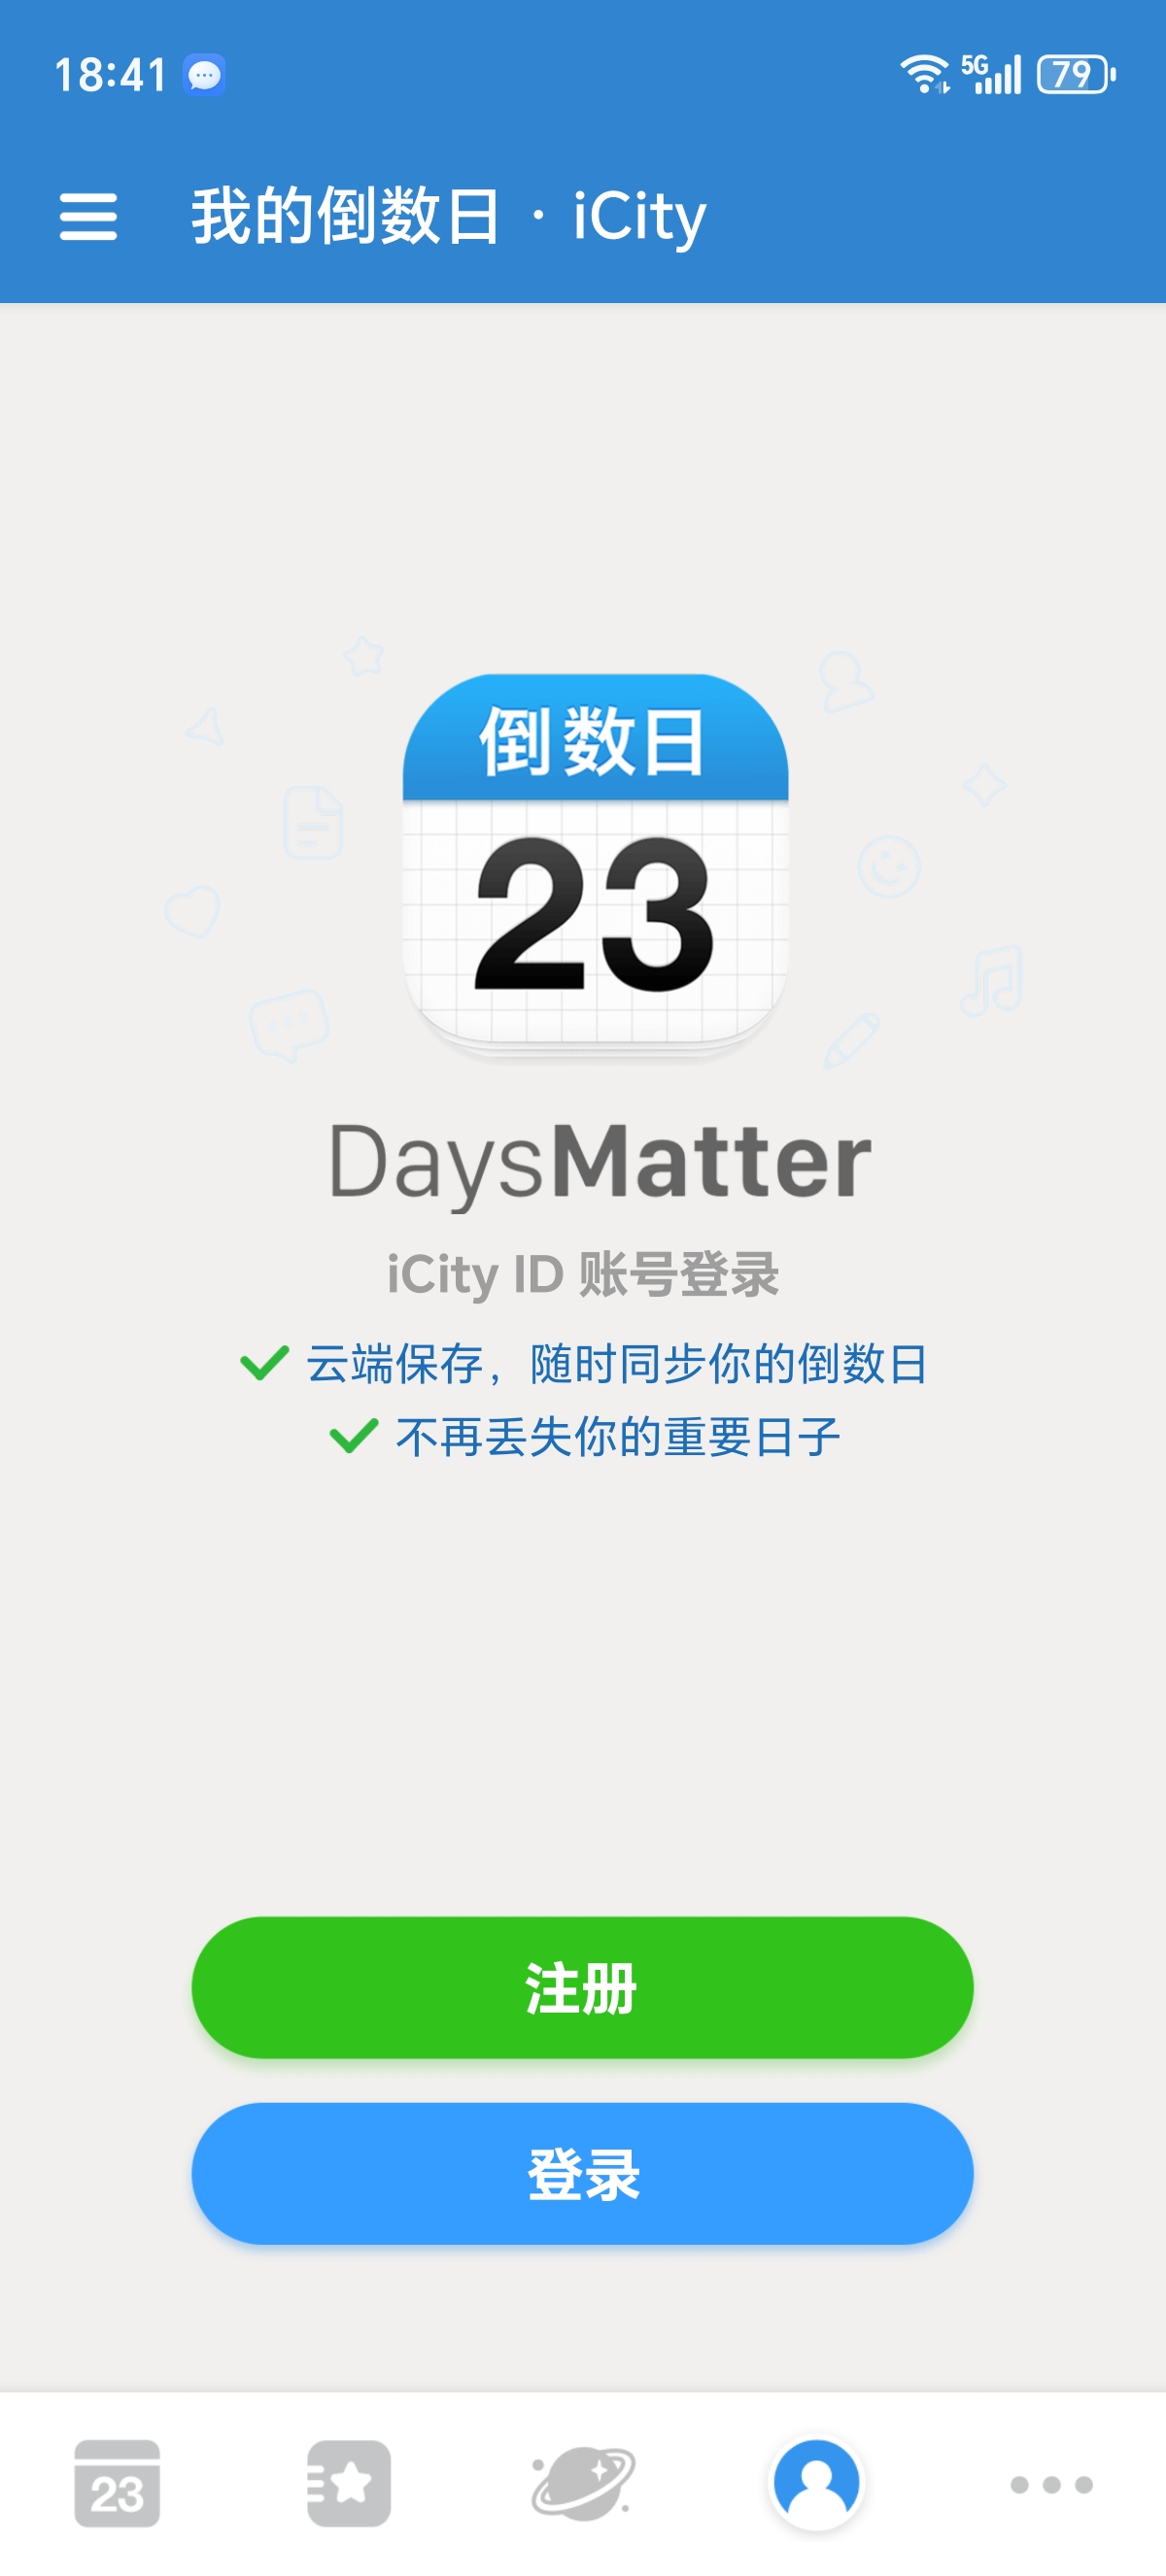 18:41
5G
79
我的倒数日 · iCity
倒数日
23
DaysMatter
iCity ID 账号登录
云端保存，随时同步你的倒数日
不再丢失你的重要日子
注册
登录
23